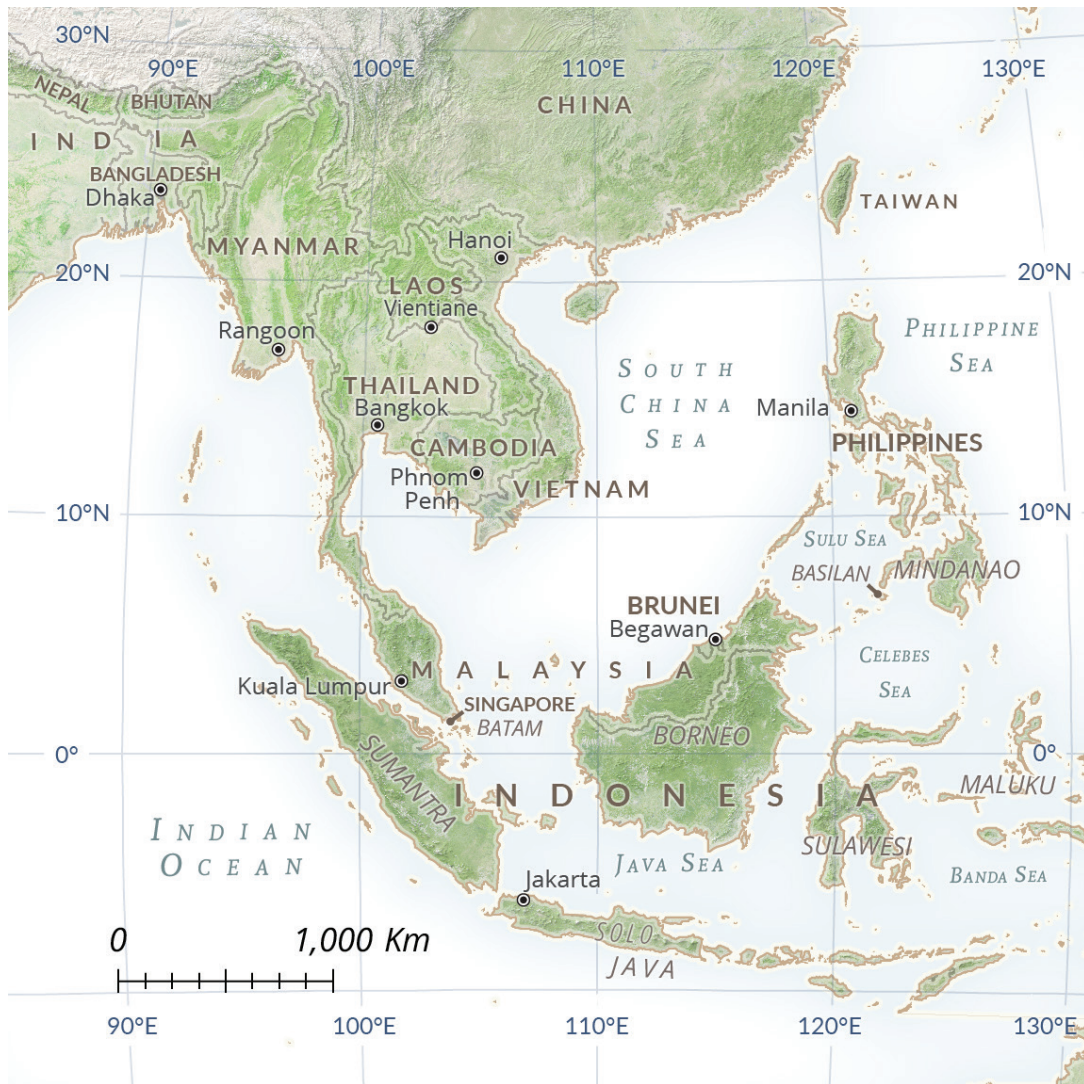 30°N
90°E
100°E
110°E
120°E
130°E
NEPAL
BHUTAN
CHINA
INDIA
BANGLADESH
Dhaka
TAIWAN
MYANMAR
Hanoi
20°N
LAOS
20°N
Vientiane
Rangoon
PHILIPPINE
SEA
SOUTH
CHINA
SEA
THAILAND
Bangkok
Manila
CAMBODIA
PHILIPPINES
Phnom
Penh
VIETNAM
10°N
10°N
SULU SEA
BASILAN
MINDANAO
BRUNEI
Begawan
CELEBES
SEA
MALAYSIA
Kuala Lumpur
SINGAPORE
BATAM
BORNEO
0°
0°
SUMANTRA
INDONESIA
MALUKU
INDIAN
OCEAN
SULAWESI
JAVA SEA
BANDA SEA
Jakarta
SOLO
JAVA
0
1,000 Km
90°E
100°E
110°E
120°E
130°E